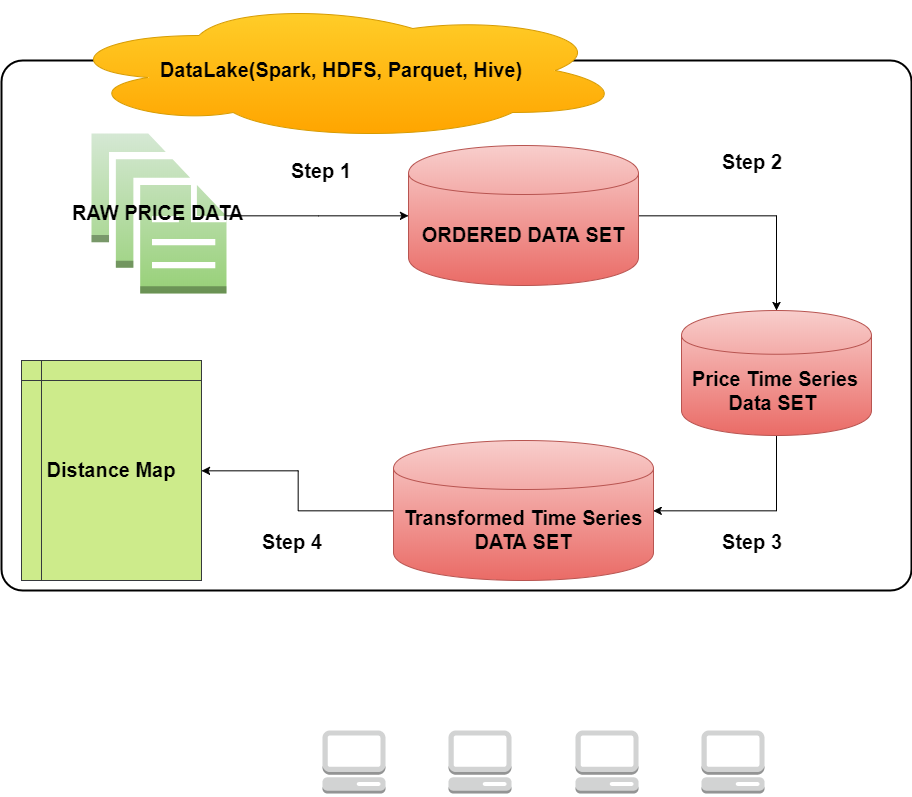 DataLake(Spark, HDFS, Parquet, Hive)
Step 1
Step 2
RAW PRICE DATA
ORDERED DATA SET
Price Time Series
Data SET
Distance Map
Transformed Time Series
DATA SET
Step 4
Step 3